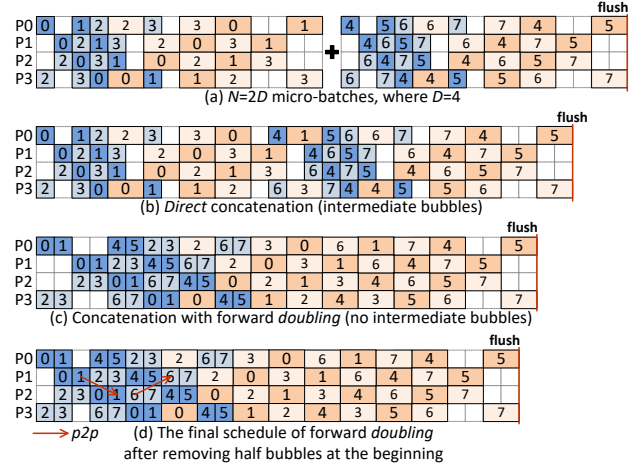 flush
P0 0 1 2 2 3 3 0 1 4 5 6 6 7 7 4 5
P1 0 2 1 3 2 0 3 1 + 4 6 5 7 6 4 7 5
P2 2 0 3 1 0 2 1 3 6 4 7 5 4 6 5 7
P3 2 3 0 0 1 1 2 3 6 7 4 4 5 5 6 7
(a) N=2D micro-batches, where D=4
flush
P0 0 1 2 2 3 3 0 4 1 5 6 6 7 7 4 5
P1 0 2 1 3 2 0 3 1 4 6 5 7 6 4 7 5
P2 2 0 3 1 0 2 1 3 6 4 7 5 4 6 5 7
P3 2 3 0 0 1 1 2 6 3 7 4 4 5 5 6 7
(b) Direct concatenation (intermediate bubbles)
flush
P0 0 1 4 5 2 3 2 6 7 3 0 6 1 7 4 5
P1 0 1 2 3 4 5 6 7 2 0 3 1 6 4 7 5
P2 2 3 0 1 6 7 4 5 0 2 1 3 4 6 5 7
P3 2 3 6 7 0 1 0 4 5 1 2 4 3 5 6 7
(c) Concatenation with forward doubling (no intermediate bubbles)
flush
P0 0 1 4 5 2 3 2 6 7 3 0 6 1 7 4 5
P1 0 1 2 3 4 5 6 7 2 0 3 1 6 4 7 5
P2 2 3 0 1 6 7 4 5 0 2 1 3 4 6 5 7
P3 2 3 6 7 0 1 0 4 5 1 2 4 3 5 6 7
p2p (d) The final schedule of forward doubling
after removing half bubbles at the beginning